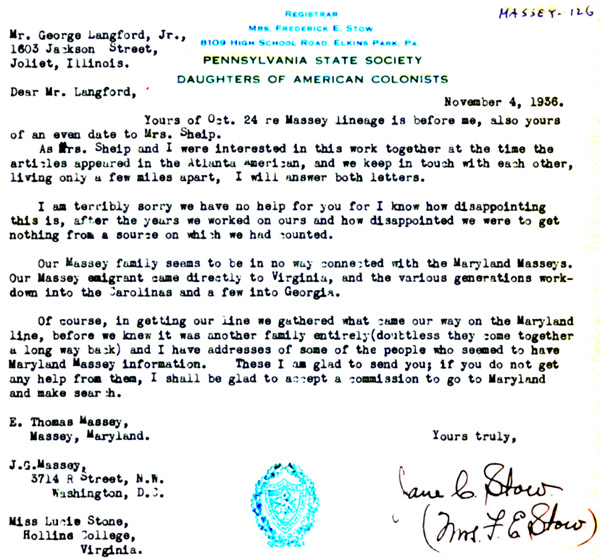 MASSEY-126
REGISTRAR
MRS. FREDERICK E. STOW
8109 HIGH SCHOOL ROAD, ELKINS PARK, PA.
PENNSYLVANIA STATE SOCIETY
DAUGHTERS OF AMERICAN COLONISTS
Mr. George Langford, Jr.,
1603 Jackson Street,
Joliet, Illinois.
Dear Mr. Langford,
November 4, 1936.
Yours of Oct. 24 re Massey lineage is before me, also yours
of an even date to Mrs. Sheip.
As Mrs. Sheip and I were interested in this work together at the time the
articles appeared in the Atlanta American, and we keep in touch with each other,
living only a few miles apart, I will answer both letters.
I am terribly sorry we have no help for you for I know how disappointing
this is, after the years we worked on ours and how disappointed we were to get
nothing from a source on which we had counted.
Our Massey family seems to be in no way connected with the Maryland Masseys.
Our Massey emigrant came directly to Virginia, and the various generations work-
down into the Carolinas and a few into Georgia.
Of course, in getting our line we gathered what came our way on the Maryland
line, before we knew it was another family entirely(doubtless they come together
a long way back) and I have addresses of some of the people who seemed to have
Maryland Massey information. These I am glad to send you; if you do not get
any help from them, I shall be glad to accept a commission to go to Maryland
and make search.
E. Thomas Massey,
Massey, Maryland.
Yours truly,
J.G.Massey,
3714 R Street, N.W.
Washington, D.C.
Miss Lucie Stone,
Hollins College,
Virginia.
Jane C. Stow
(Mrs. F. E Stow)